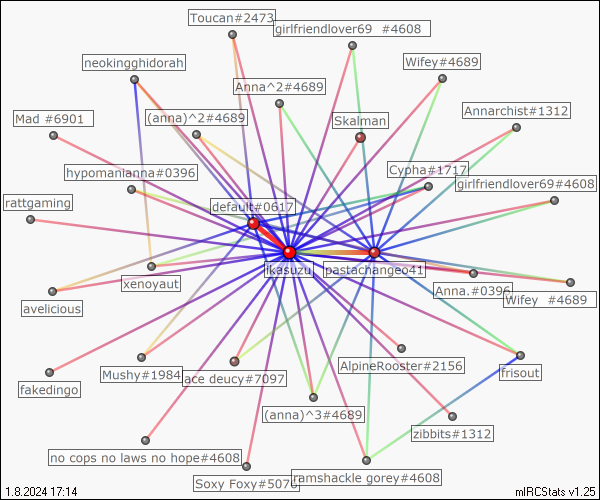 Toucan#2473
girlfriendlover69 #4608
neokingghidorah
Wifey#4689
Anna^2#4689
Mad #6901
(anna)^2#4689
Skalman
Annarchist#1312
hypomanianna#0396
Cypha#1717
girlfriendlover69#4608
rattgaming
default#0617
ikasuzu
pastachangeo41
xenoyaut
Anna.#0396
Wifey #4689
avelicious
Mushy#1984
ace deucy#7097
AlpineRooster#2156
frisout
fakedingo
(anna)^3#4689
zibbits#1312
no cops no laws no hope#4608
Soxy Foxy#5076
ramshackle gorey#4608
1.8.2024 17:14
mIRCStats v1.25